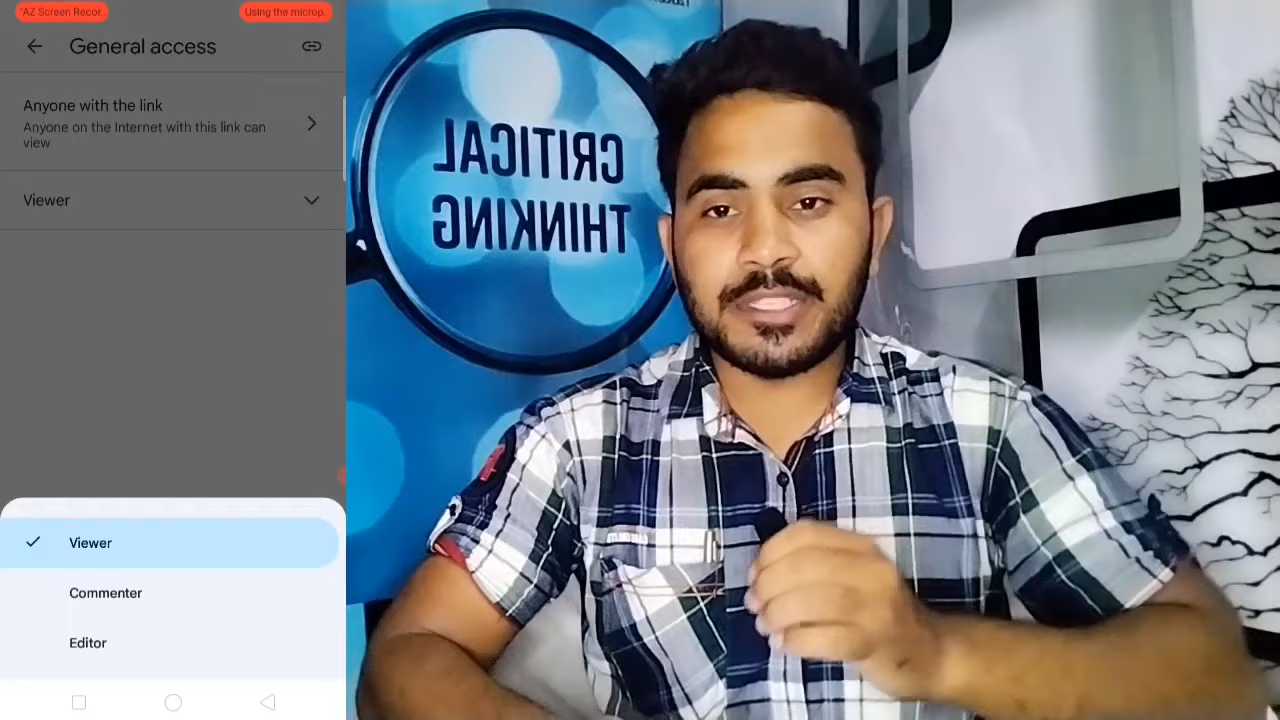 "AZ Screen Recor.
Using the microp.
General access
Anyone with the link
Anyone on the Internet with this link can
view
Viewer
Viewer
Commenter
Editor
CRITICAL
THINKING